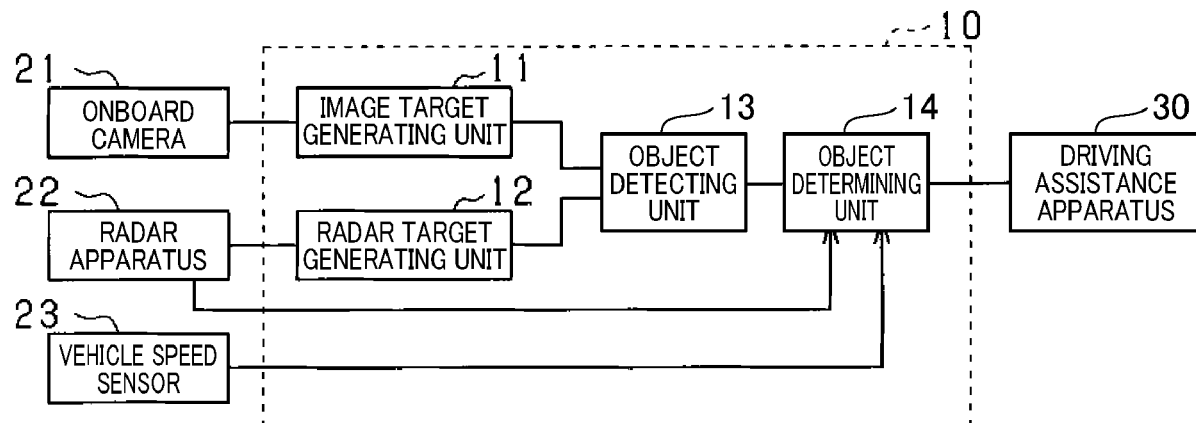 10
21
ONBOARD
CAMERA
11
IMAGE TARGET
GENERATING UNIT
13
OBJECT
DETECTING
UNIT
14
OBJECT
DETERMINING
UNIT
30
DRIVING
ASSISTANCE
APPARATUS
22
RADAR
APPARATUS
12
RADAR TARGET
GENERATING UNIT
23
VEHICLE SPEED
SENSOR